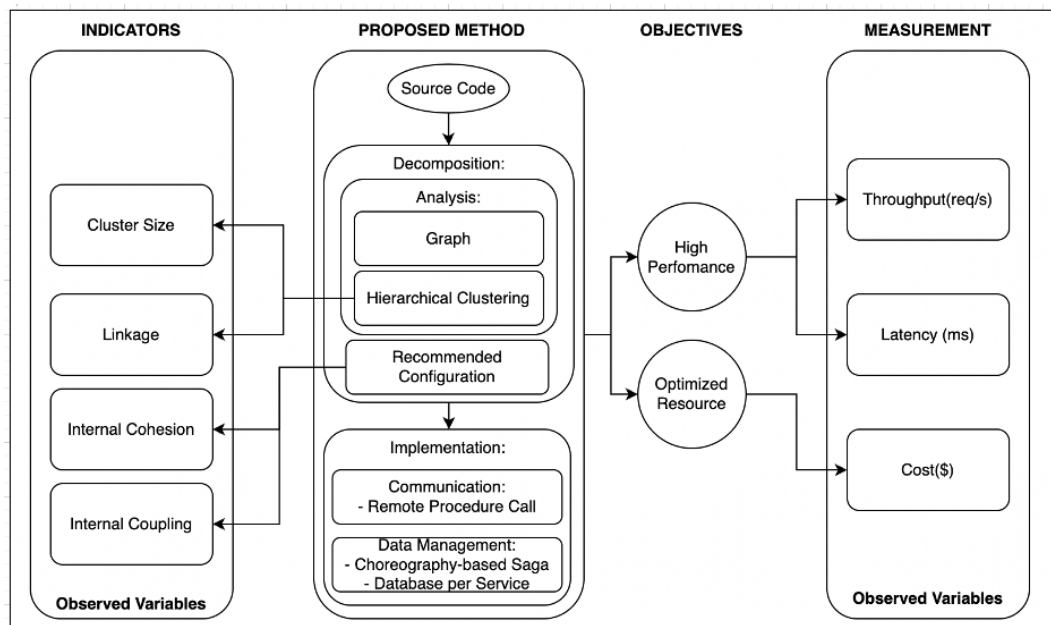 INDICATORS
PROPOSED METHOD
OBJECTIVES
MEASUREMENT
Cluster Size
Linkage
Internal Cohesion
Internal Coupling
Observed Variables
Source Code
Decomposition:
Analysis:
Graph
Hierarchical Clustering
Recommended
Configuration
Implementation:
Communication:
- Remote Procedure Call
Data Management:
- Choreography-based Saga
- Database per Service
High
Perfomance
Optimized
Resource
Throughput(req/s)
Latency (ms)
Cost($)
Observed Variables